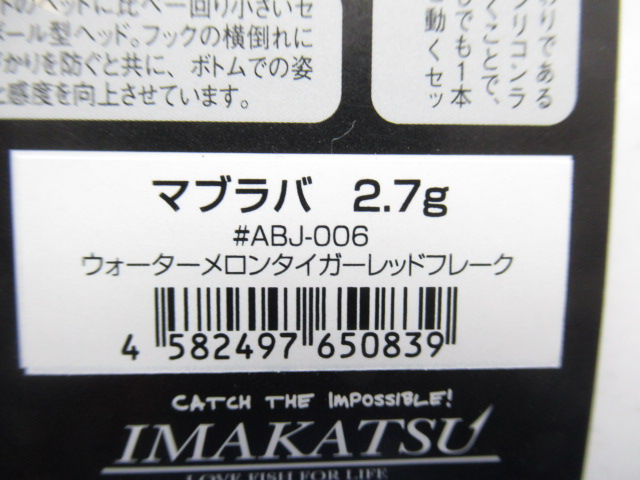 のヘッドに比べ一回り小さいセ
ール型ヘッド。フックの横倒れに
かりを防ぐと共に、ボトムでの姿
と感度を向上させています。
りである
リコンラ
くことで、
でも1本
動くセッ
マブラバ 2.7g
#ABJ-006
ウォーターメロンタイガーレッドフレーク
4 582497 650839
CATCH THE IMPOSSIBLE!
IMAKATSU
LOVE FISH FOR LIFE